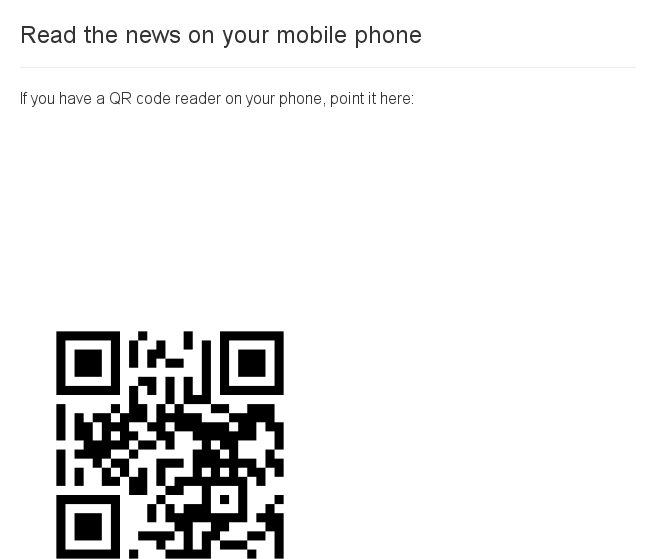 Read the news on your mobile phone
If you have a QR code reader on your phone, point it here: